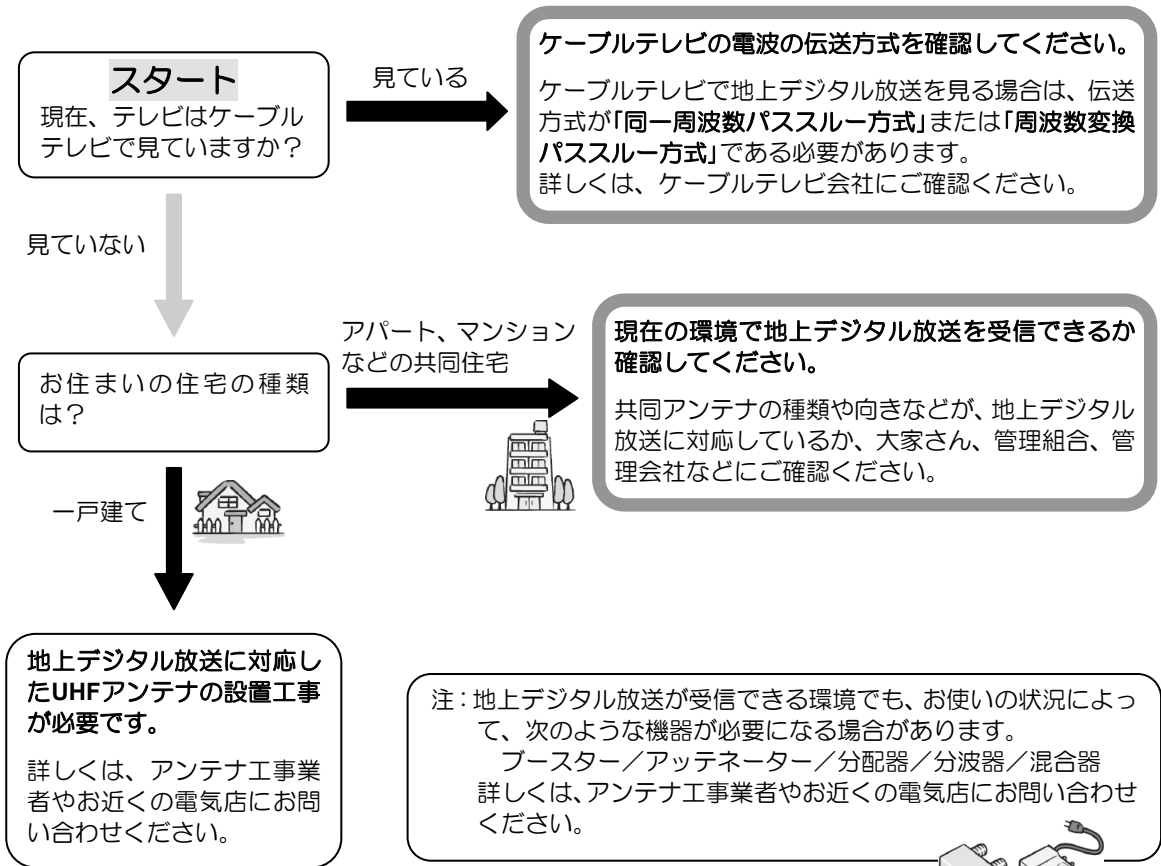 スタート
現在、テレビはケーブル
テレビで見ていますか？
見ている
ケーブルテレビの電波の伝送方式を確認してください。
ケーブルテレビで地上デジタル放送を見る場合は、伝送
方式が「同一周波数パススルー方式」または「周波数変換
パススルー方式」である必要があります。
詳しくは、ケーブルテレビ会社にご確認ください。
見ていない
お住まいの住宅の種類
は？
アパート、マンション
などの共同住宅
現在の環境で地上デジタル放送を受信できるか
確認してください。
共同アンテナの種類や向きなどが、地上デジタル
放送に対応しているか、大家さん、管理組合、管
理会社などにご確認ください。
一戸建て
地上デジタル放送に対応し
たUHFアンテナの設置工事
が必要です。
詳しくは、アンテナ工事業
者やお近くの電気店にお問
い合わせください。
注：地上デジタル放送が受信できる環境でも、お使いの状況によっ
て、次のような機器が必要になる場合があります。
ブースター／アッテネーター／分配器／分波器／混合器
詳しくは、アンテナ工事業者やお近くの電気店にお問い合わせ
ください。